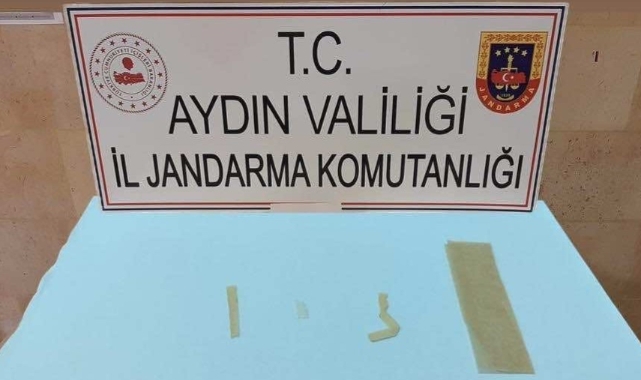 T.C.
AYDIN VALİLİĞİ
İL JANDARMA KOMUTANLIĞI
JANDARMA